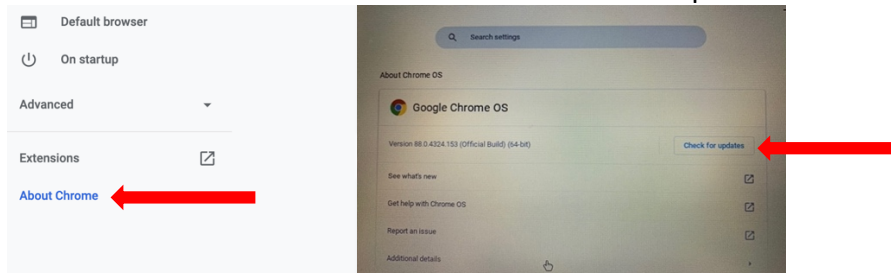 Default browser
On startup
Advanced
Extensions
About Chrome
Search settings
About Chrome OS
Google Chrome OS
Version 88.0.4324.153 (Official Build) (64-bit)
Check for updates
See what's new
Get help with Chrome OS
Report an issue
Additional details